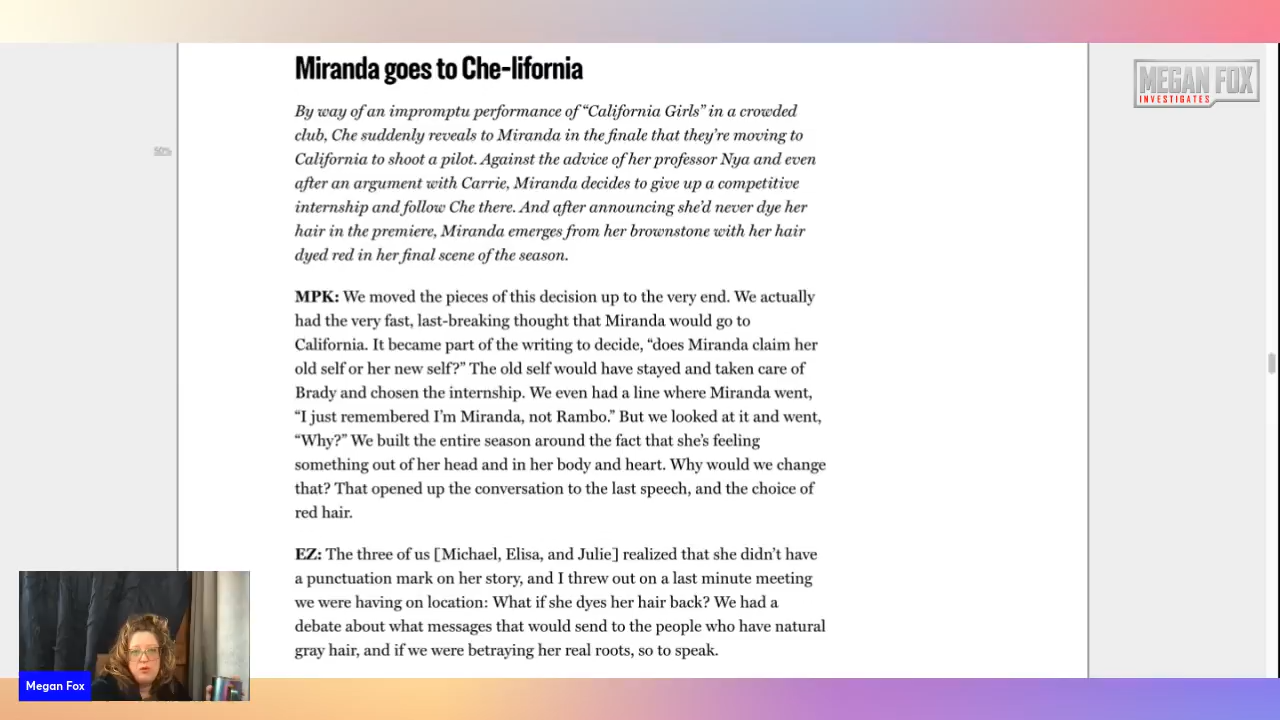 MEGAN FOX
INVESTIGATES
Miranda goes to Che-lifornia
By way of an impromptu performance of “California Girls” in a crowded
club, Che suddenly reveals to Miranda in the finale that they’re moving to
California to shoot a pilot. Against the advice of her professor Nya and even
after an argument with Carrie, Miranda decides to give up a competitive
internship and follow Che there. And after announcing she’d never dye her
hair in the premiere, Miranda emerges from her brownstone with her hair
dyed red in her final scene of the season.
50%
MPK: We moved the pieces of this decision up to the very end. We actually
had the very fast, last-breaking thought that Miranda would go to
California. It became part of the writing to decide, “does Miranda claim her
old self or her new self?” The old self would have stayed and taken care of
Brady and chosen the internship. We even had a line where Miranda went,
“I just remembered I’m Miranda, not Rambo.” But we looked at it and went,
“Why?” We built the entire season around the fact that she’s feeling
something out of her head and in her body and heart. Why would we change
that? That opened up the conversation to the last speech, and the choice of
red hair.
EZ: The three of us [Michael, Elisa, and Julie] realized that she didn’t have
a punctuation mark on her story, and I threw out on a last minute meeting
we were having on location: What if she dyes her hair back? We had a
debate about what messages that would send to the people who have natural
gray hair, and if we were betraying her real roots, so to speak.
Megan Fox